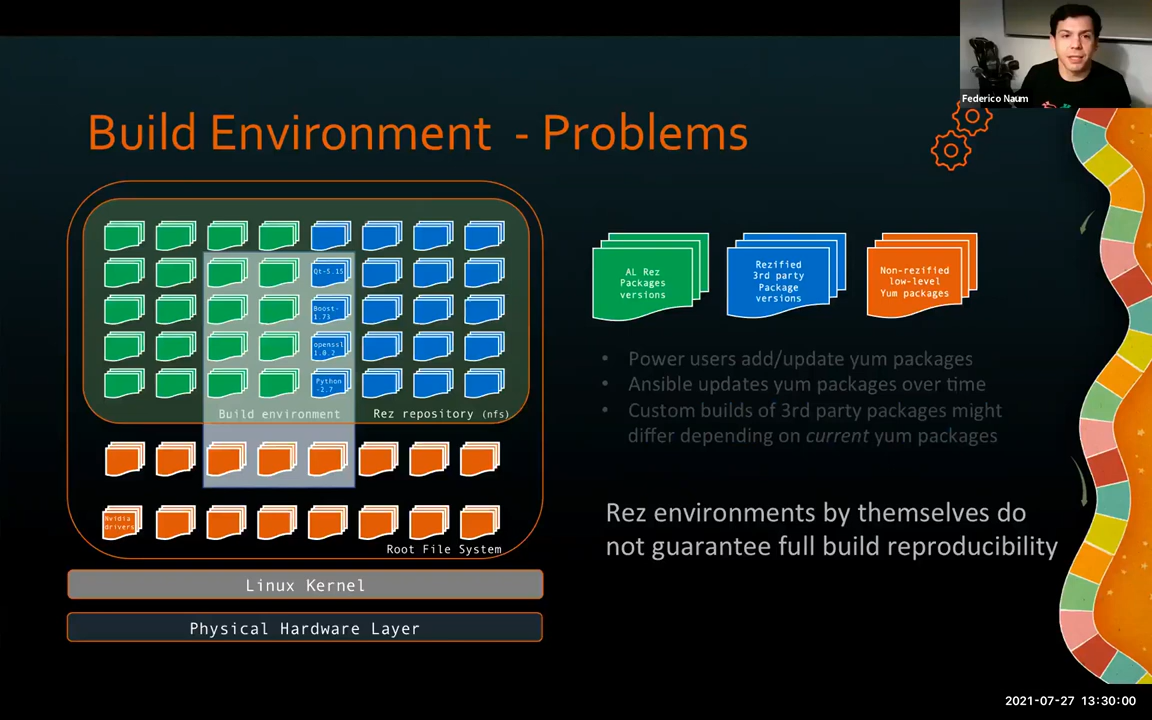 Federico Naum
Build Environment - Problems
Qt-5.15
Boost-
1.73
openssl
1.0.2
Python
-2.7
Build environment
Rez repository (nfs)
Nvidia
drivers
Root File System
Linux Kernel
Physical Hardware Layer
AL Rez
Packages
versions
Rezified
3rd party
Package
versions
Non-rezified
low-level
Yum packages
• Power users add/update yum packages
• Ansible updates yum packages over time
• Custom builds of 3rd party packages might
differ depending on current yum packages
Rez environments by themselves do
not guarantee full build reproducibility
2021-07-27 13:30:00